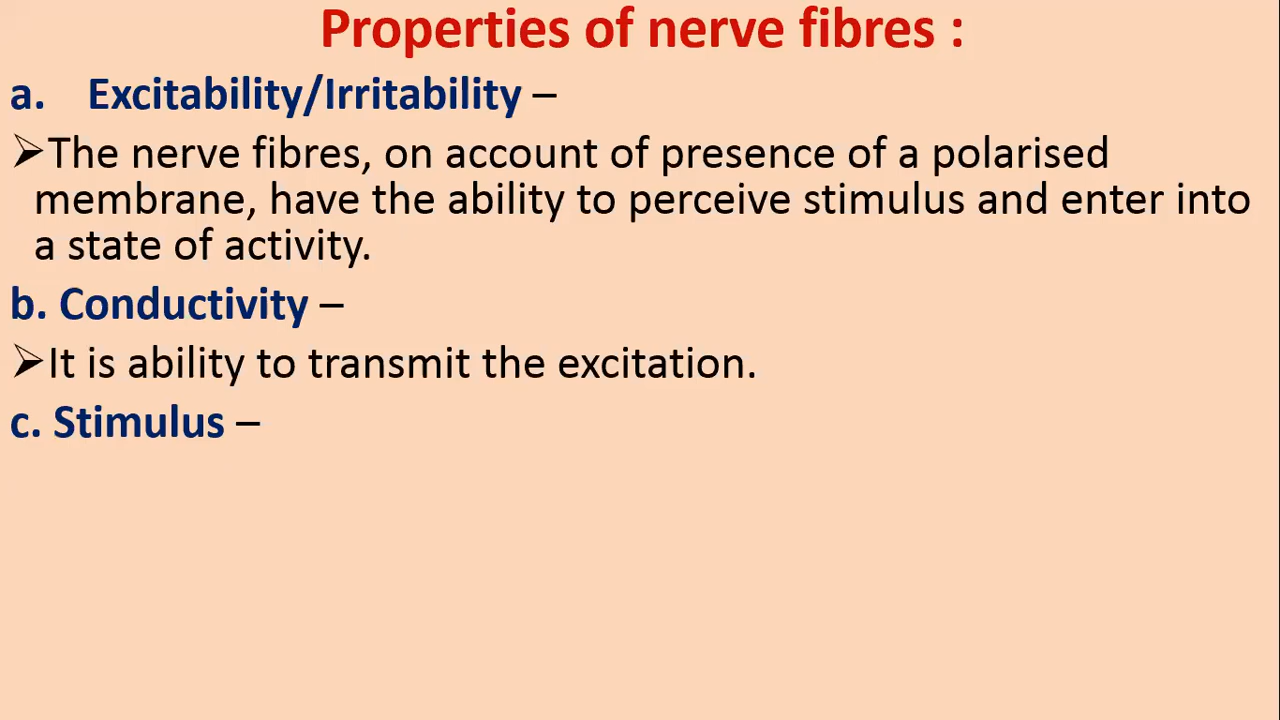 Properties of nerve fibres :
a. Excitability/Irritability –
➢The nerve fibres, on account of presence of a polarised
membrane, have the ability to perceive stimulus and enter into
a state of activity.
b. Conductivity –
➢It is ability to transmit the excitation.
c. Stimulus –